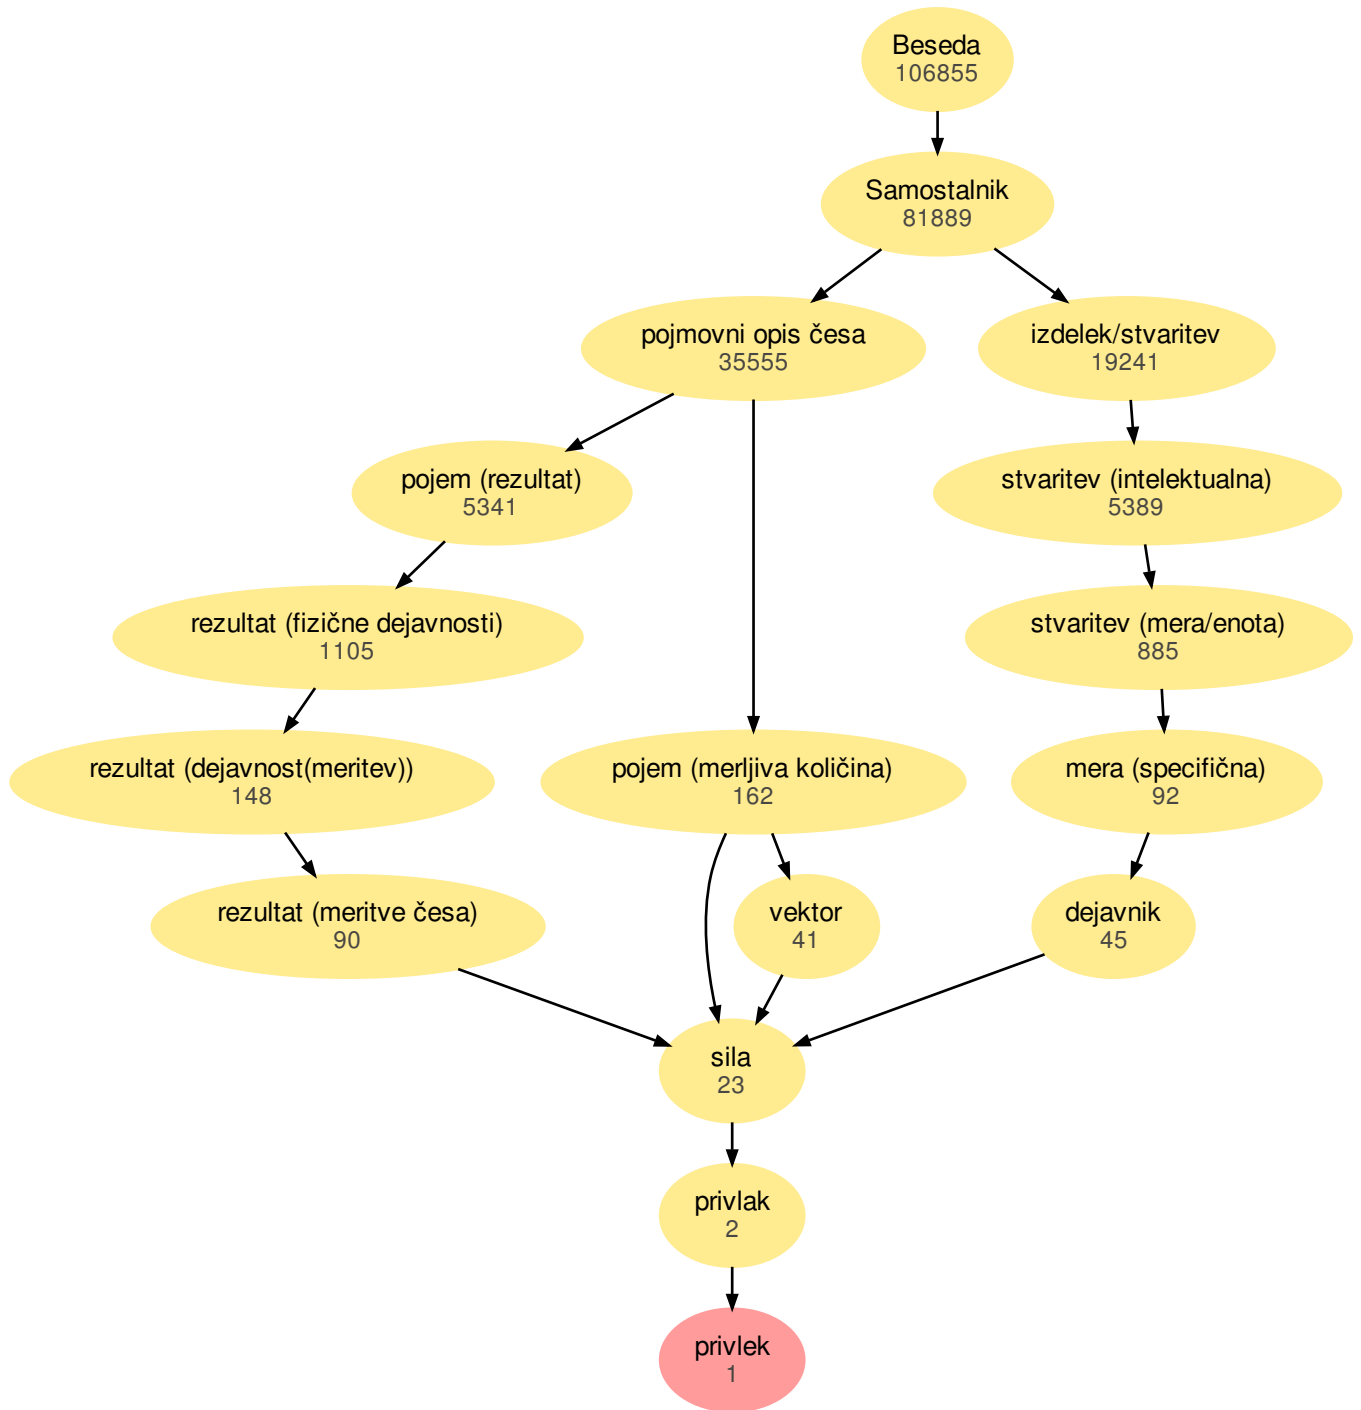 Beseda
106855
Samostalnik
81889
pojmovni opis česa
35555
izdelek/stvaritev
19241
pojem (rezultat)
5341
stvaritev (intelektualna)
5389
rezultat (fizične dejavnosti)
1105
stvaritev (mera/enota)
885
rezultat (dejavnost(meritev))
148
pojem (merljiva količina)
162
mera (specifična)
92
rezultat (meritve česa)
90
vektor
41
dejavnik
45
sila
23
privlak
2
privlek
1